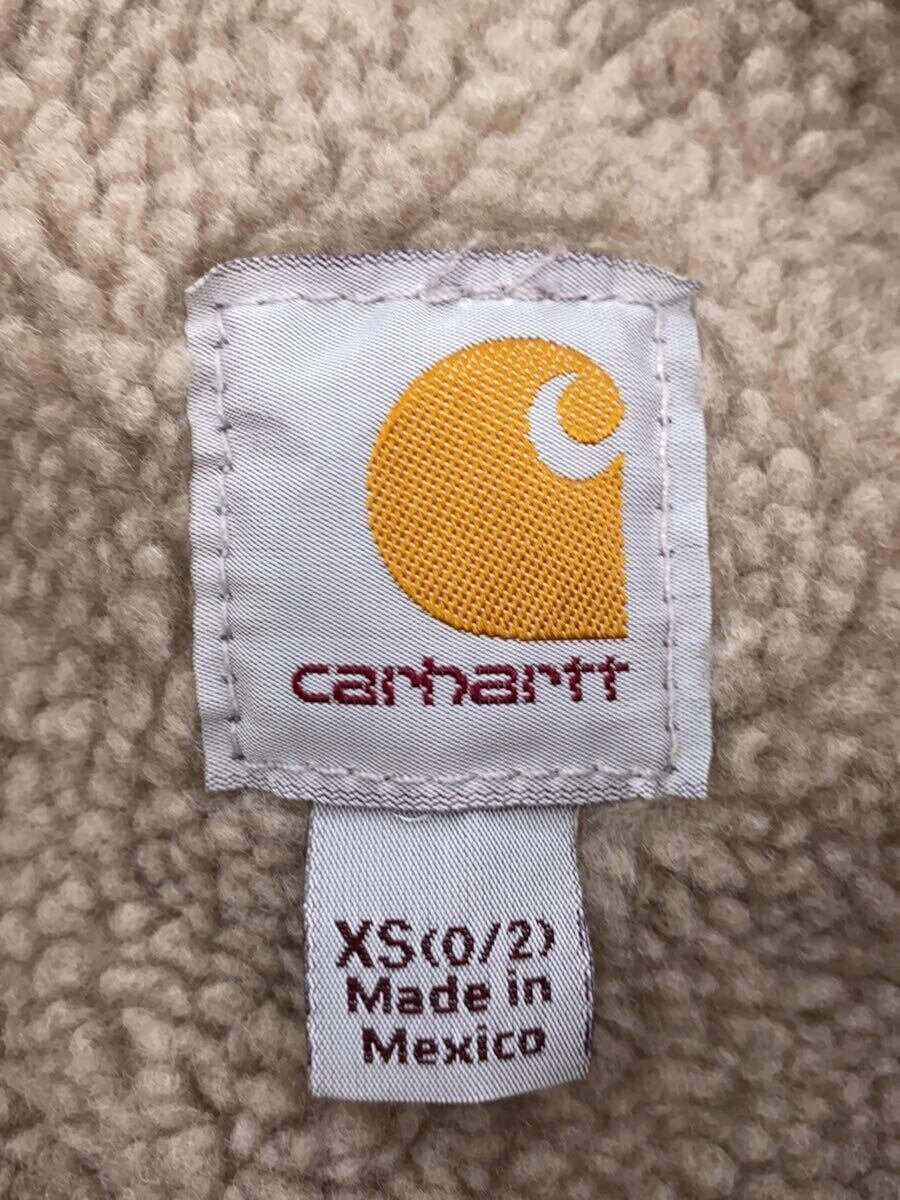 carhartt
XS(0/2)
Made in
Mexico